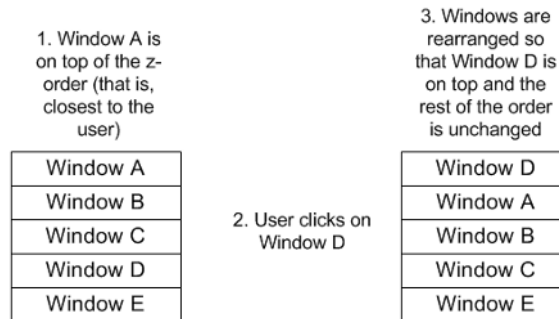 1. Window A is
on top of the z-
order (that is,
closest to the
user)
Window A
Window B
Window C
Window D
Window E
2. User clicks on
Window D
3. Windows are
rearranged so
that Window D is
on top and the
rest of the order
is unchanged
Window D
Window A
Window B
Window C
Window E